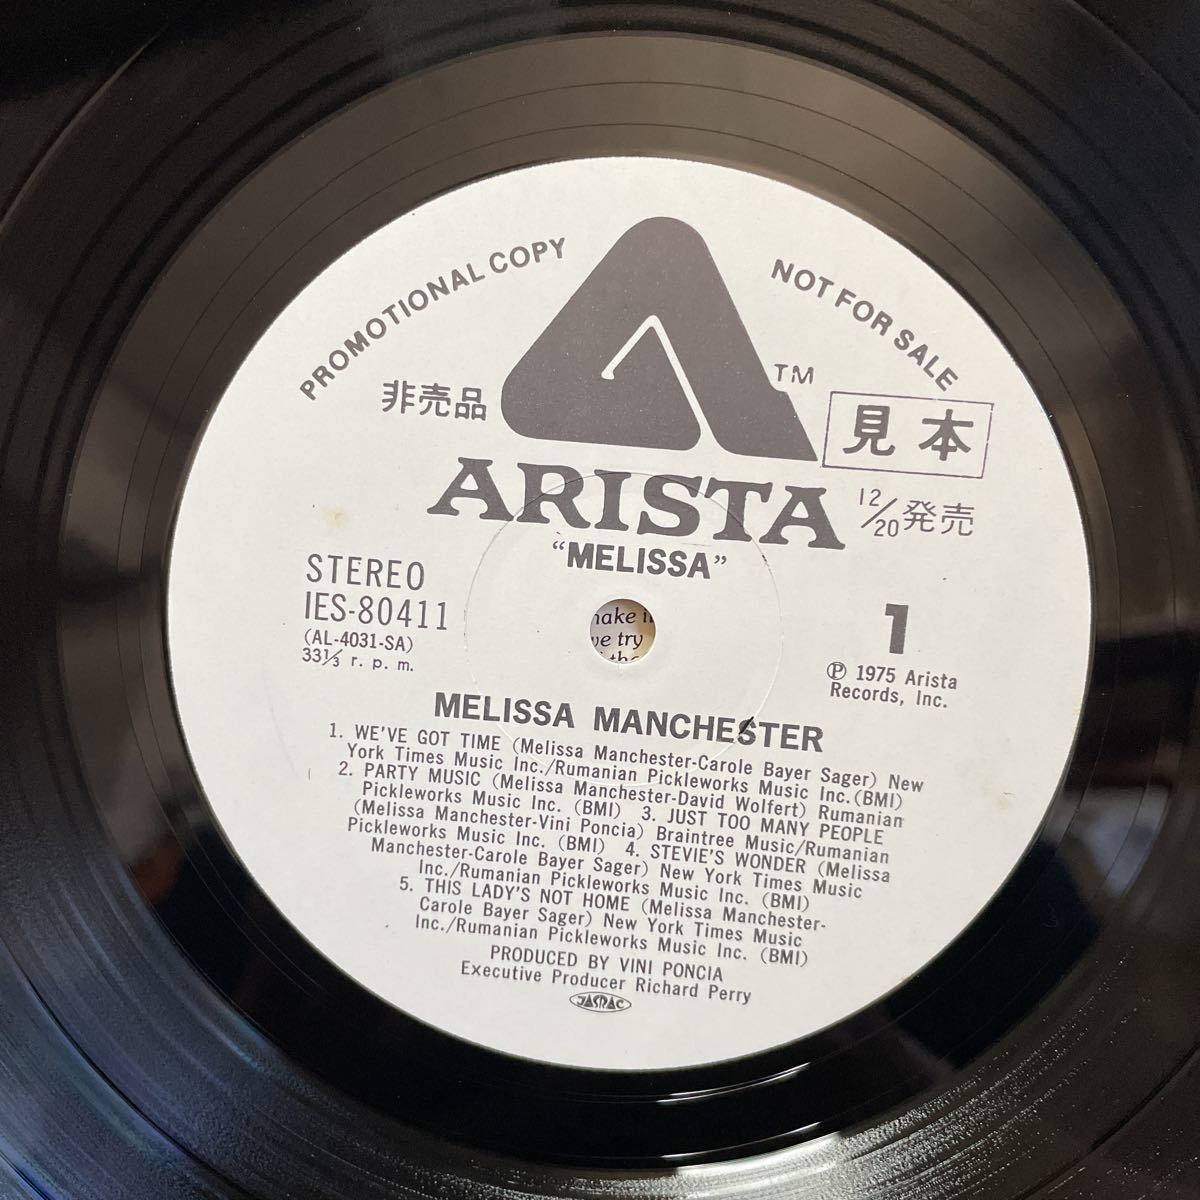 PROMOTIONAL COPY
NOT FOR SALE
TM
非売品
見本
ARISTA
12/20発売
"MELISSA"
STEREO
IES-80411
(AL-4031-SA)
33⅓ r. p. m.
1
℗ 1975 Arista
Records, Inc.
make i
we try
MELISSA MANCHESTER
1. WE'VE GOT TIME (Melissa Manchester-Carole Bayer Sager) New
York Times Music Inc./Rumanian Pickleworks Music Inc.(BMI)
2. PARTY MUSIC (Melissa Manchester-David Wolfert) Rumanian
Pickleworks Music Inc. (BMI) 3. JUST TOO MANY PEOPLE
(Melissa Manchester-Vini Poncia) Braintree Music/Rumanian
Pickleworks Music Inc. (BMI) 4. STEVIE'S WONDER (Melissa
Manchester-Carole Bayer Sager) New York Times Music
Inc./Rumanian Pickleworks Music Inc. (BMI)
5. THIS LADY'S NOT HOME (Melissa Manchester-
Carole Bayer Sager) New York Times Music
Inc./Rumanian Pickleworks Music Inc. (BMI)
PRODUCED BY VINI PONCIA
Executive Producer Richard Perry
JASRAC